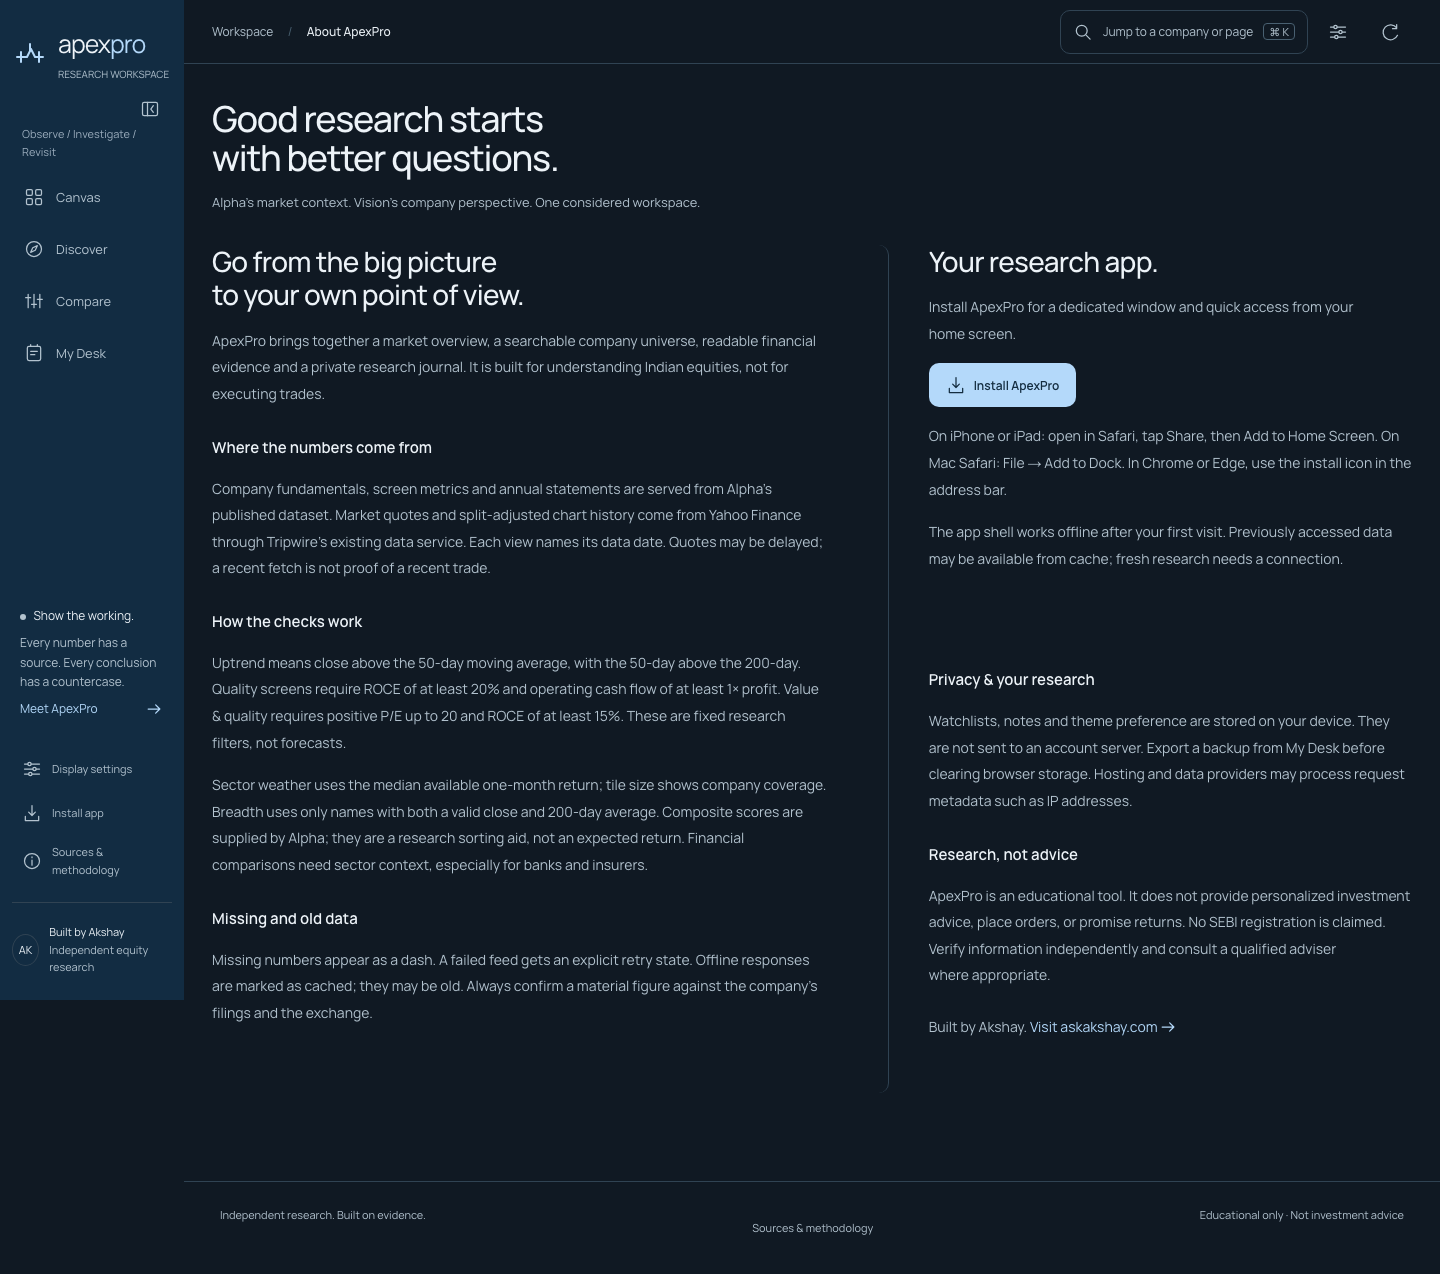 apexpro
RESEARCH WORKSPACE
Observe / Investigate /
Revisit
Canvas
Discover
Compare
My Desk
Show the working.
Every number has a
source. Every conclusion
has a countercase.
Meet ApexPro →
Display settings
Install app
Sources &
methodology
AK
Built by Akshay
Independent equity
research
Workspace / About ApexPro
Jump to a company or page ⌘ K
Good research starts
with better questions.
Alpha's market context. Vision's company perspective. One considered workspace.
Go from the big picture
to your own point of view.
ApexPro brings together a market overview, a searchable company universe, readable financial
evidence and a private research journal. It is built for understanding Indian equities, not for
executing trades.
Where the numbers come from
Company fundamentals, screen metrics and annual statements are served from Alpha's
published dataset. Market quotes and split-adjusted chart history come from Yahoo Finance
through Tripwire's existing data service. Each view names its data date. Quotes may be delayed;
a recent fetch is not proof of a recent trade.
How the checks work
Uptrend means close above the 50-day moving average, with the 50-day above the 200-day.
Quality screens require ROCE of at least 20% and operating cash flow of at least 1× profit. Value
& quality requires positive P/E up to 20 and ROCE of at least 15%. These are fixed research
filters, not forecasts.
Sector weather uses the median available one-month return; tile size shows company coverage.
Breadth uses only names with both a valid close and 200-day average. Composite scores are
supplied by Alpha; they are a research sorting aid, not an expected return. Financial
comparisons need sector context, especially for banks and insurers.
Missing and old data
Missing numbers appear as a dash. A failed feed gets an explicit retry state. Offline responses
are marked as cached; they may be old. Always confirm a material figure against the company's
filings and the exchange.
Your research app.
Install ApexPro for a dedicated window and quick access from your
home screen.
Install ApexPro
On iPhone or iPad: open in Safari, tap Share, then Add to Home Screen. On
Mac Safari: File → Add to Dock. In Chrome or Edge, use the install icon in the
address bar.
The app shell works offline after your first visit. Previously accessed data
may be available from cache; fresh research needs a connection.
Privacy & your research
Watchlists, notes and theme preference are stored on your device. They
are not sent to an account server. Export a backup from My Desk before
clearing browser storage. Hosting and data providers may process request
metadata such as IP addresses.
Research, not advice
ApexPro is an educational tool. It does not provide personalized investment
advice, place orders, or promise returns. No SEBI registration is claimed.
Verify information independently and consult a qualified adviser
where appropriate.
Built by Akshay. Visit askakshay.com →
Independent research. Built on evidence.
Sources & methodology
Educational only · Not investment advice